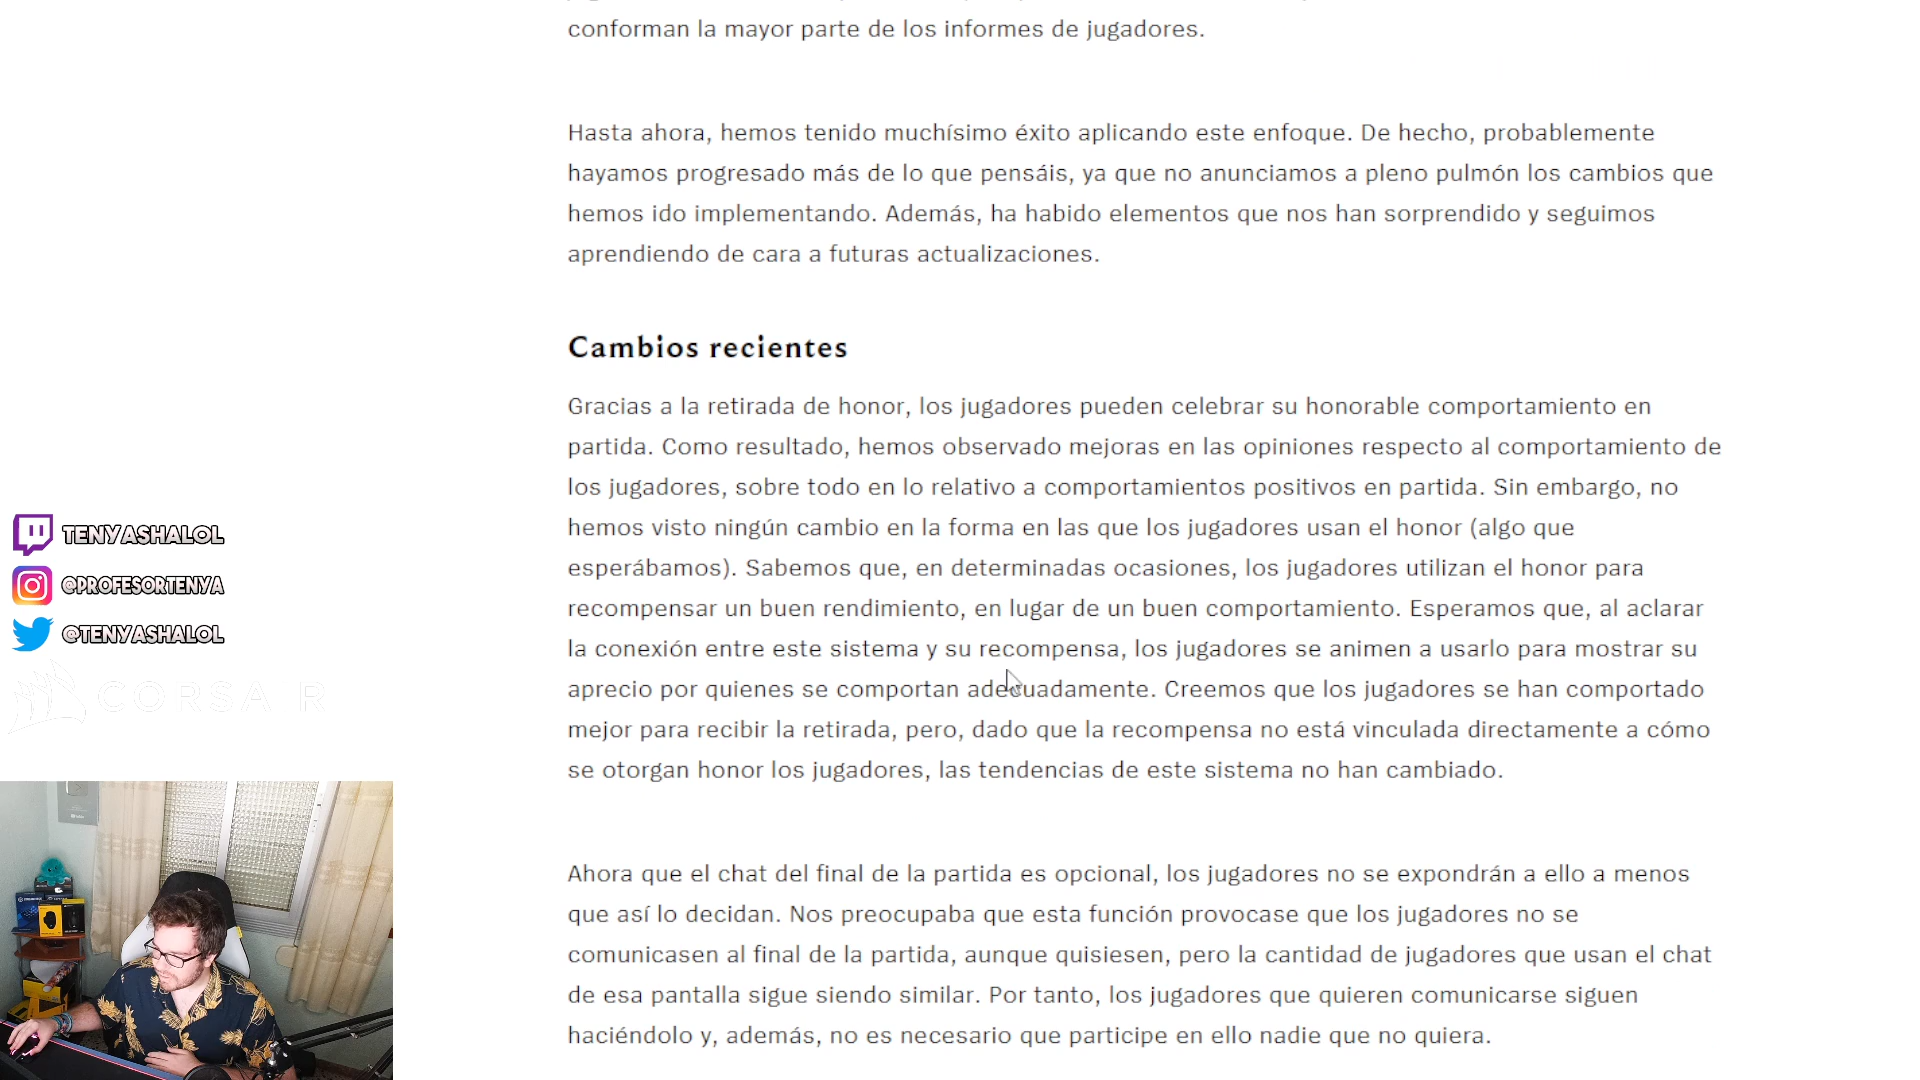 conforman la mayor parte de los informes de jugadores.
Hasta ahora, hemos tenido muchísimo éxito aplicando este enfoque. De hecho, probablemente
hayamos progresado más de lo que pensáis, ya que no anunciamos a pleno pulmón los cambios que
hemos ido implementando. Además, ha habido elementos que nos han sorprendido y seguimos
aprendiendo de cara a futuras actualizaciones.
Cambios recientes
Gracias a la retirada de honor, los jugadores pueden celebrar su honorable comportamiento en
partida. Como resultado, hemos observado mejoras en las opiniones respecto al comportamiento de
los jugadores, sobre todo en lo relativo a comportamientos positivos en partida. Sin embargo, no
hemos visto ningún cambio en la forma en las que los jugadores usan el honor (algo que
esperábamos). Sabemos que, en determinadas ocasiones, los jugadores utilizan el honor para
recompensar un buen rendimiento, en lugar de un buen comportamiento. Esperamos que, al aclarar
la conexión entre este sistema y su recompensa, los jugadores se animen a usarlo para mostrar su
aprecio por quienes se comportan adecuadamente. Creemos que los jugadores se han comportado
mejor para recibir la retirada, pero, dado que la recompensa no está vinculada directamente a cómo
se otorgan honor los jugadores, las tendencias de este sistema no han cambiado.
Ahora que el chat del final de la partida es opcional, los jugadores no se expondrán a ello a menos
que así lo decidan. Nos preocupaba que esta función provocase que los jugadores no se
comunicasen al final de la partida, aunque quisiesen, pero la cantidad de jugadores que usan el chat
de esa pantalla sigue siendo similar. Por tanto, los jugadores que quieren comunicarse siguen
haciéndolo y, además, no es necesario que participe en ello nadie que no quiera.
TENYASHALOL
@PROFESORTENYA
@TENYASHALOL
CORSAIR